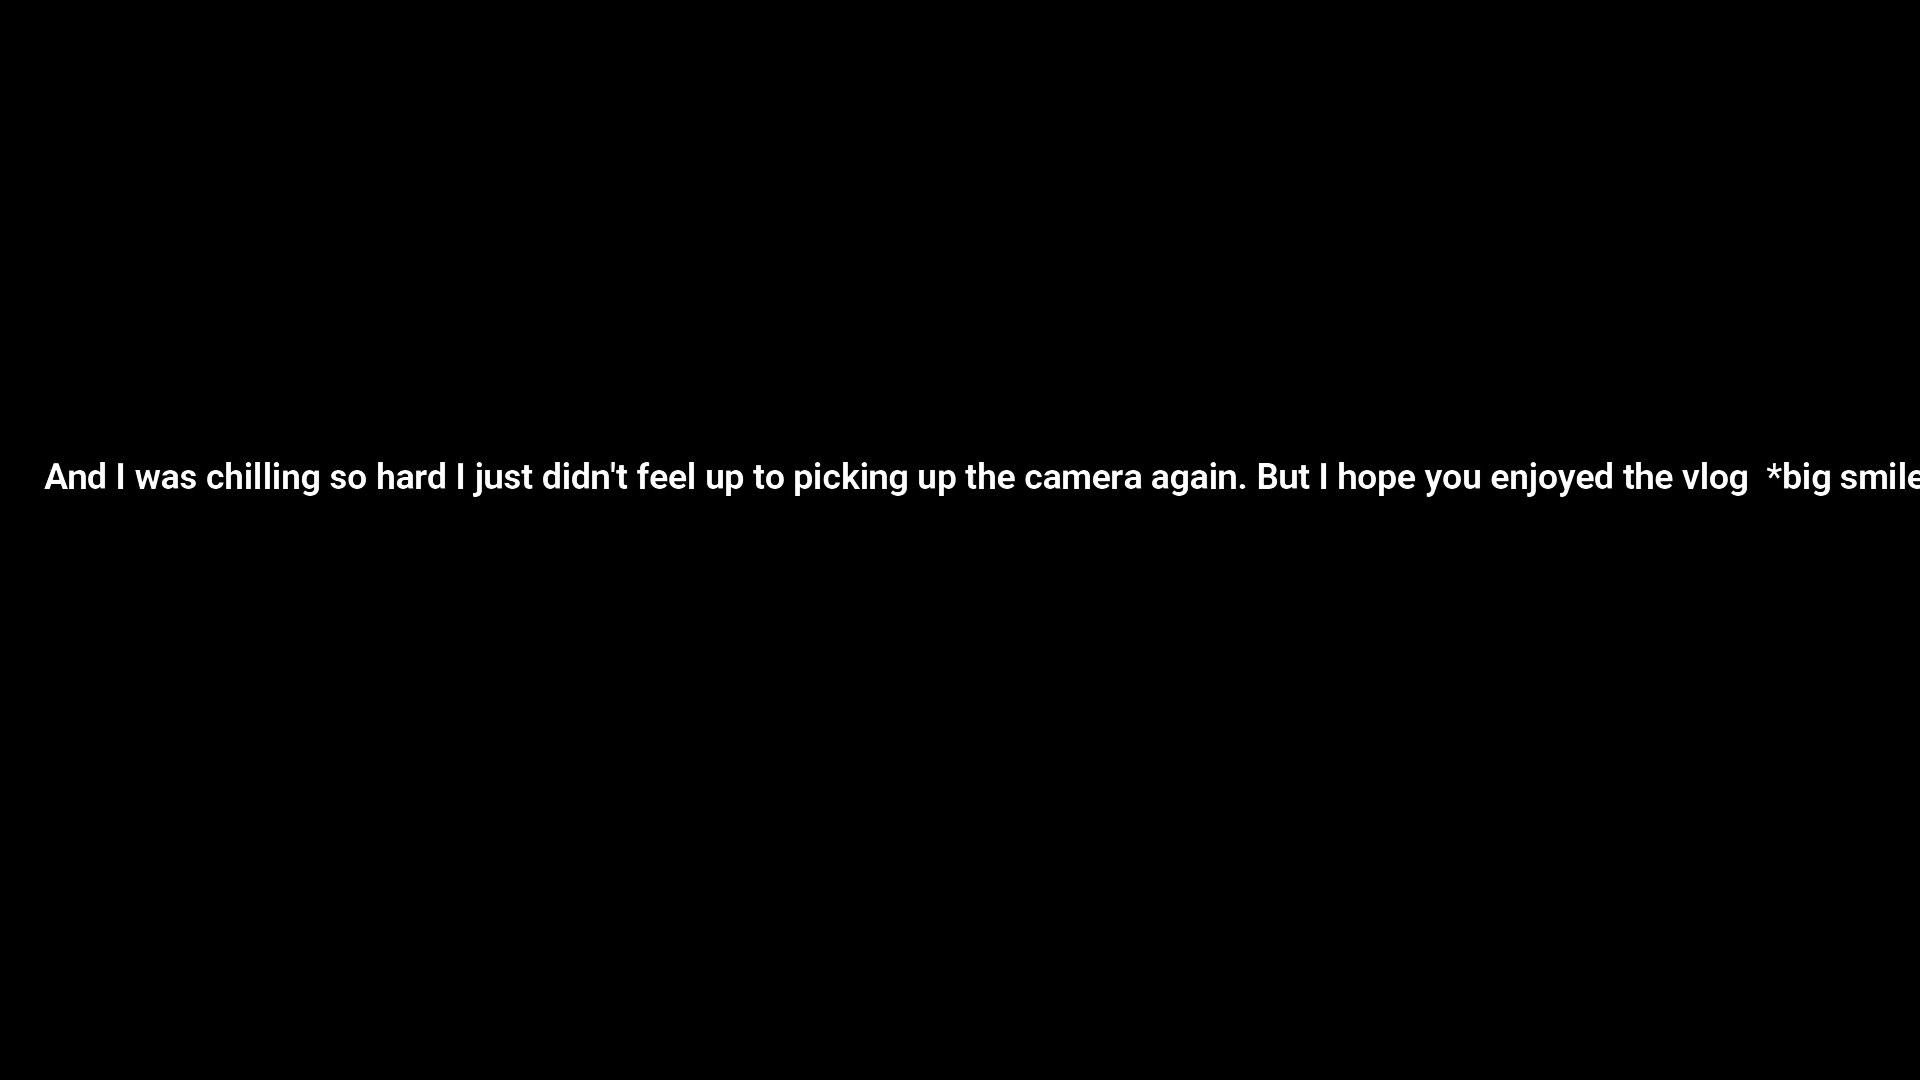 And I was chilling so hard I just didn't feel up to picking up the camera again. But I hope you enjoyed the vlog  *big smile